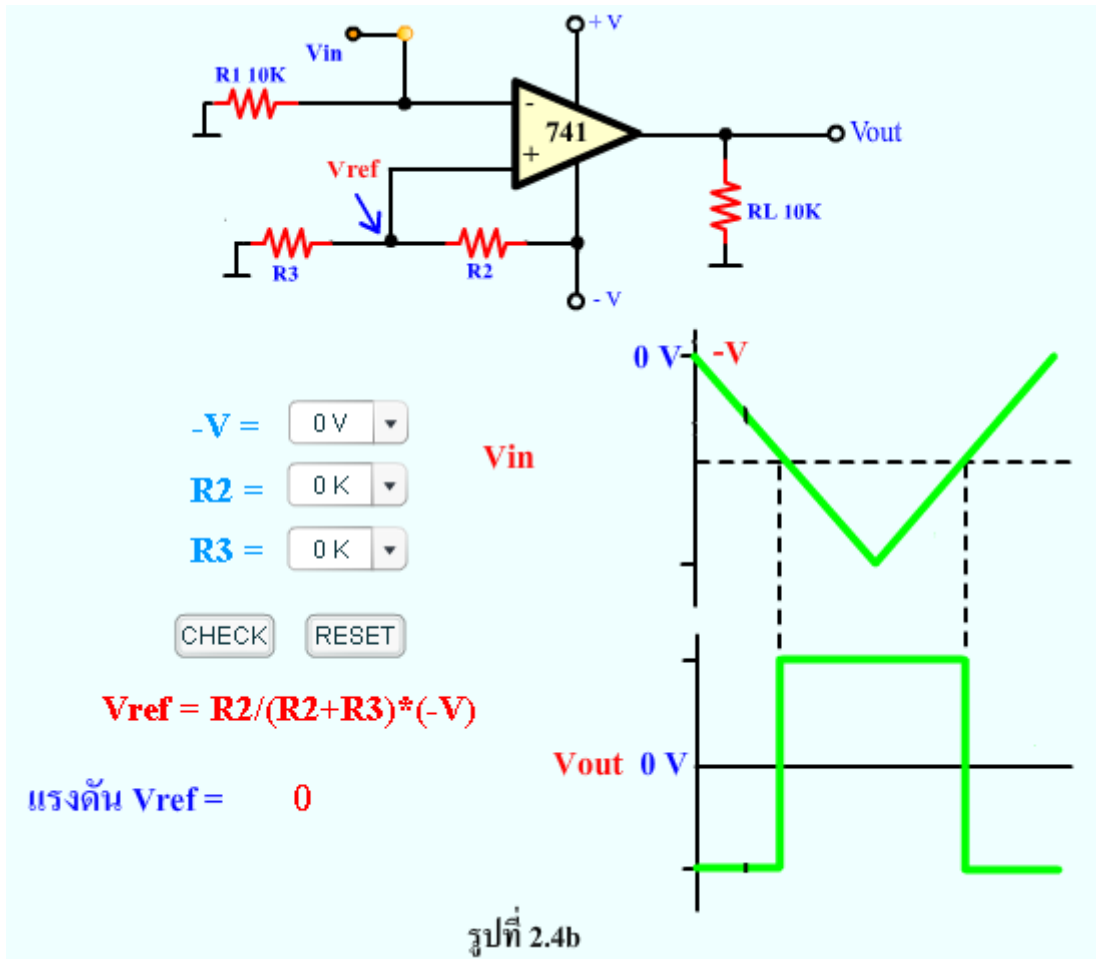 + V
Vin
R1 10K
-
741
+
Vout
Vref
RL 10K
R3
R2
- V
0 V
-V
-V =
0 V
Vin
R2 =
0 K
R3 =
0 K
CHECK
RESET
Vref = R2/(R2+R3)*(-V)
Vout 0 V
แรงดัน Vref = 0
รูปที่ 2.4b